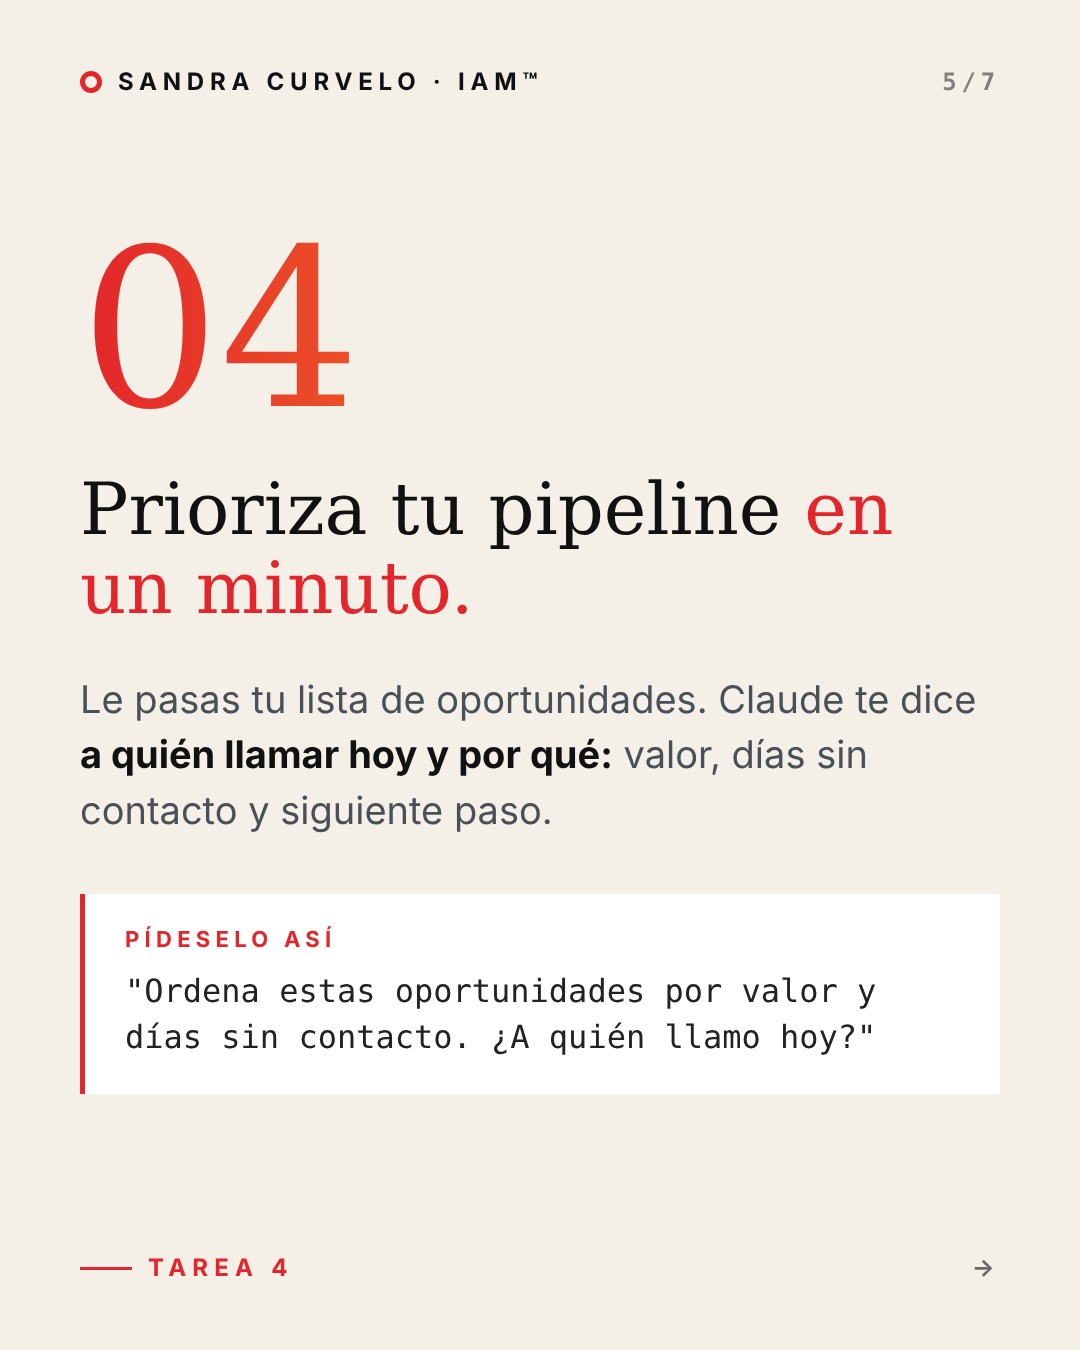 SANDRA CURVELO · IAM™
5/7
04
Prioriza tu pipeline en
un minuto.
Le pasas tu lista de oportunidades. Claude te dice
a quién llamar hoy y por qué: valor, días sin
contacto y siguiente paso.
PÍDESELO ASÍ
"Ordena estas oportunidades por valor y
días sin contacto. ¿A quién llamo hoy?"
TAREA 4
→